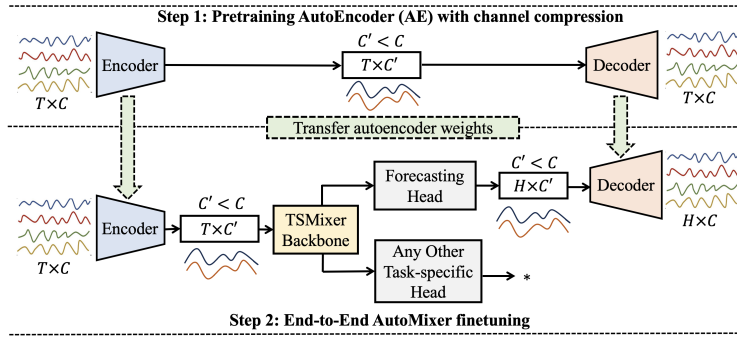 Step 1: Pretraining AutoEncoder (AE) with channel compression
C′ < C
Encoder
T×C′
Decoder
T×C
T×C
Transfer autoencoder weights
C′ < C
Forecasting
Head
H×C′
Decoder
C′ < C
Encoder
T×C′
TSMixer
Backbone
H×C
T×C
Any Other
Task-specific
Head
*
Step 2: End-to-End AutoMixer finetuning